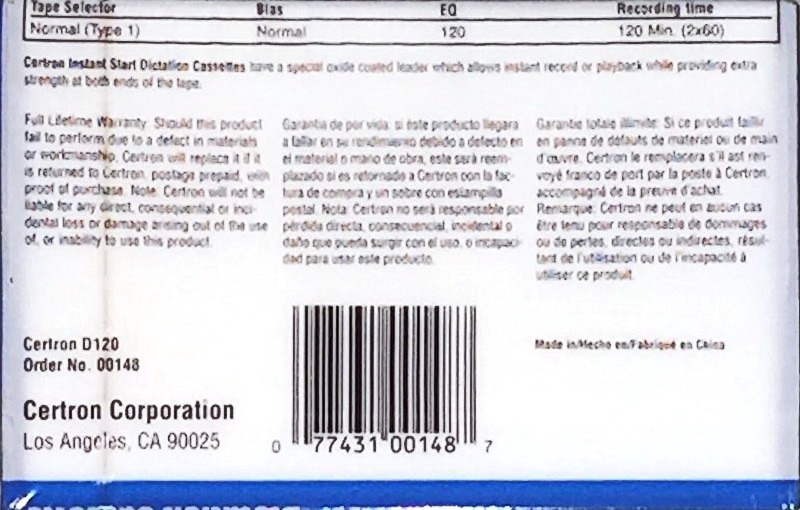 Tape Selector Bias EQ Recording time
Normal (Type 1) Normal 120 120 Min. (2x60)
Certron Instant Start Dictation Cassettes have a special oxide coated leader which allows instant record or playback while providing extra
strength at both ends of the tape.
Full Lifetime Warranty: Should this product
fail to perform due to a defect in materials
or workmanship, Certron will replace it if it
is returned to Certron, postage prepaid, with
proof of purchase. Note: Certron will not be
liable for any direct, consequential or inci-
dental loss or damage arising out of the use
of, or inability to use this product.
Garantia de por vida: si éste producto llegara
a fallar en su rendimiento debido a defecto en
el material o mano de obra, este será reem-
plazado si es retornado a Certron con la fac-
tura de compra y un sobre con estampilla
postal. Nota: Certron no será responsable por
pérdida directa, consecuencial, incidental o
daño que pueda surgir con el uso, o incapaci-
dad para usar este producto.
Garantie totale illimité: Si ce produit faillir
en panne de défauts de materiel ou de main
d'œuvre, Certron le remplacera s'il ast ren-
voyé franco de port par la poste à Certron,
accompagné de la preuve d'achat.
Remarque: Certron ne peut en aucun cas
être tenu pour responsable de dommages
ou de pertes, directes ou indirectes, résul-
tant de l'utilisation ou de l'incapacité à
utiliser ce produit.
Certron D120
Order No. 00148
Certron Corporation
Los Angeles, CA 90025
0 77431 00148 7
Made in/Hecho en/Fabriqué en China